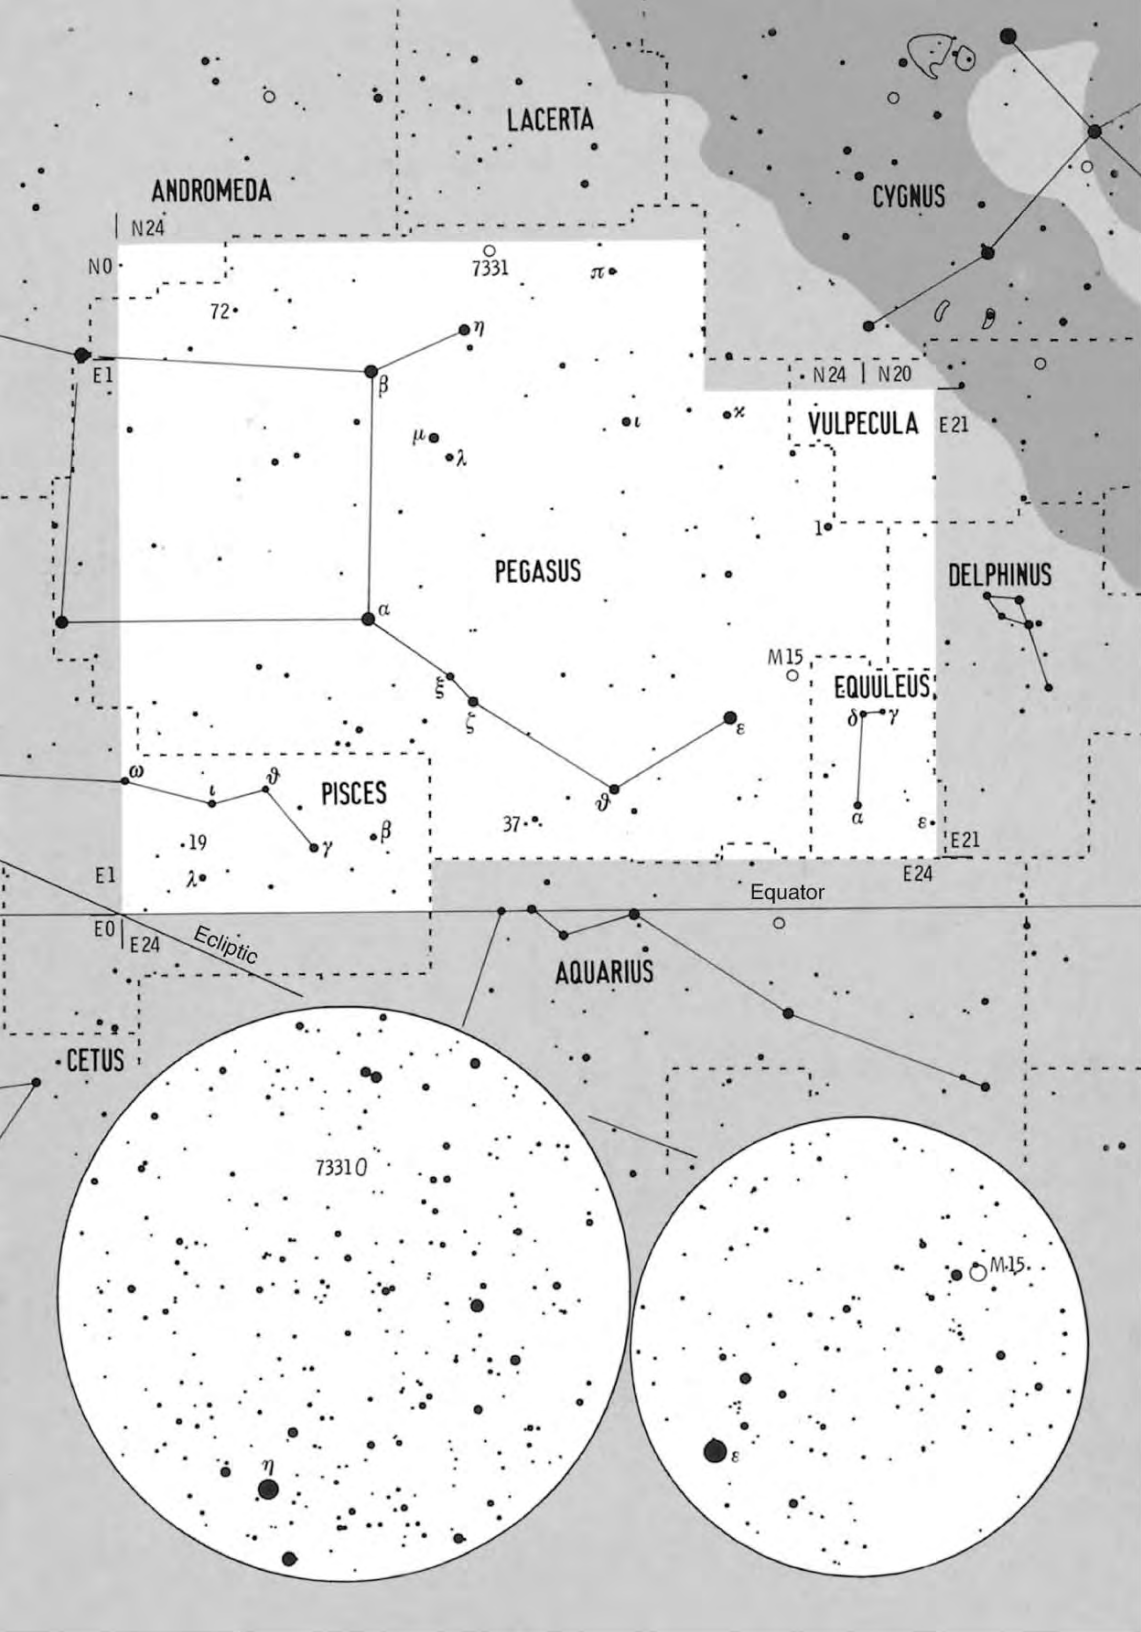 LACERTA
ANDROMEDA
CYGNUS
N24
N0
7331
π
72
η
E1
β
N24 N20
ϰ
ι
VULPECULA
E21
μ
λ
1
PEGASUS
DELPHINUS
α
M15
ξ
EQUULEUS
ζ
δ γ
ε
ω
ϑ
ι
PISCES
ϑ
α
37
β
ε
19
γ
E21
λ
E1
E24
Equator
E0
E24
Ecliptic
AQUARIUS
CETUS
7331
M15
η
ε